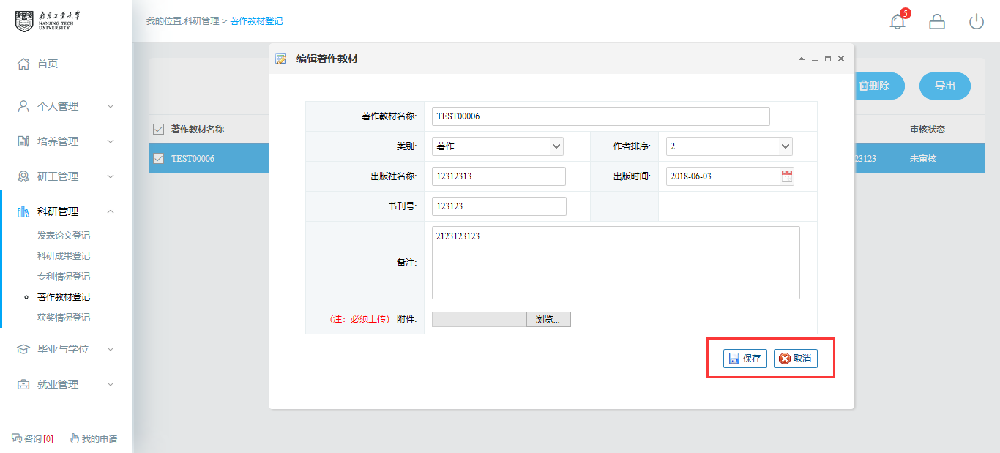 南京工业大学
NANJING TECH
UNIVERSITY
首页
个人管理
培养管理
研工管理
科研管理
发表论文登记
科研成果登记
专利情况登记
著作教材登记
获奖情况登记
毕业与学位
就业管理
咨询[0]
我的申请
我的位置:科研管理 > 著作教材登记
5
删除
导出
著作教材名称
审核状态
TEST00006
23123
未审核
编辑著作教材
著作教材名称: TEST00006
类别: 著作
作者排序: 2
出版社名称: 12312313
出版时间: 2018-06-03
书刊号: 123123
备注: 2123123123
(注: 必须上传) 附件: 浏览...
保存
取消